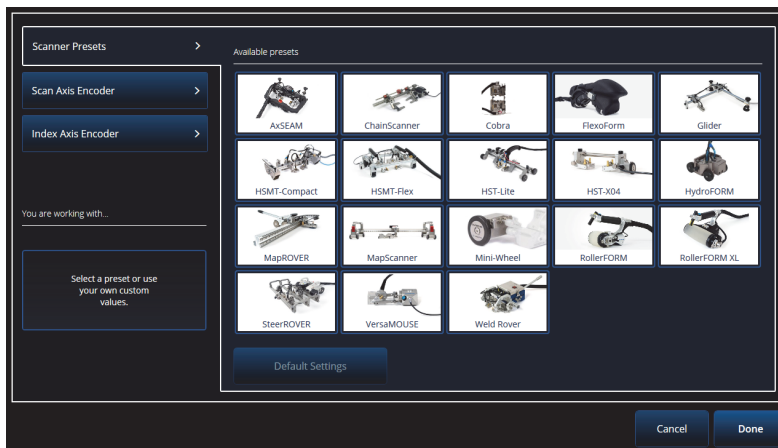 Scanner Presets
Available presets
Scan Axis Encoder
Index Axis Encoder
You are working with...
Select a preset or use
your own custom
values.
AxSEAM
ChainScanner
Cobra
FlexoForm
Glider
HSMT-Compact
HSMT-Flex
HST-Lite
HST-X04
HydroFORM
MapROVER
MapScanner
Mini-Wheel
RollerFORM
RollerFORM XL
SteerROVER
VersaMOUSE
Weld Rover
Default Settings
Cancel
Done